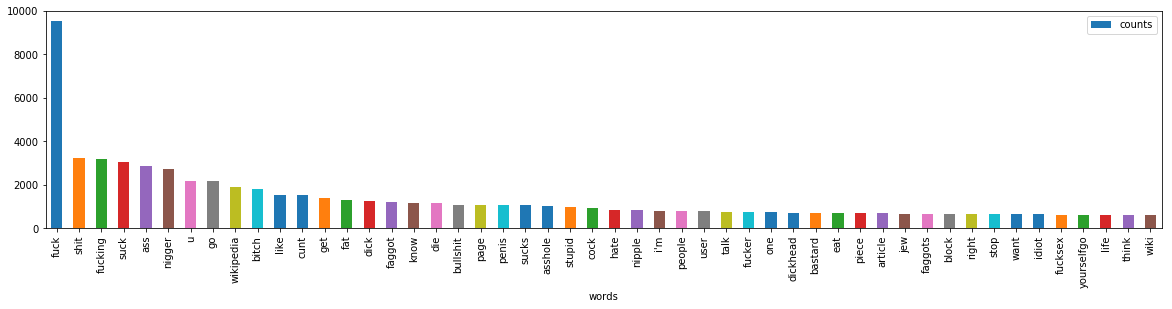 10000
counts
8000
6000
4000
2000
0
fuck shit fucking suck ass nigger u go wikipedia bitch like cunt get fat dick faggot know die bullshit page penis sucks asshole stupid cock hate nipple i'm people user talk fucker one dickhead bastard eat piece article jew faggots block right stop want idiot fucksex yourselfgo life think wiki
words